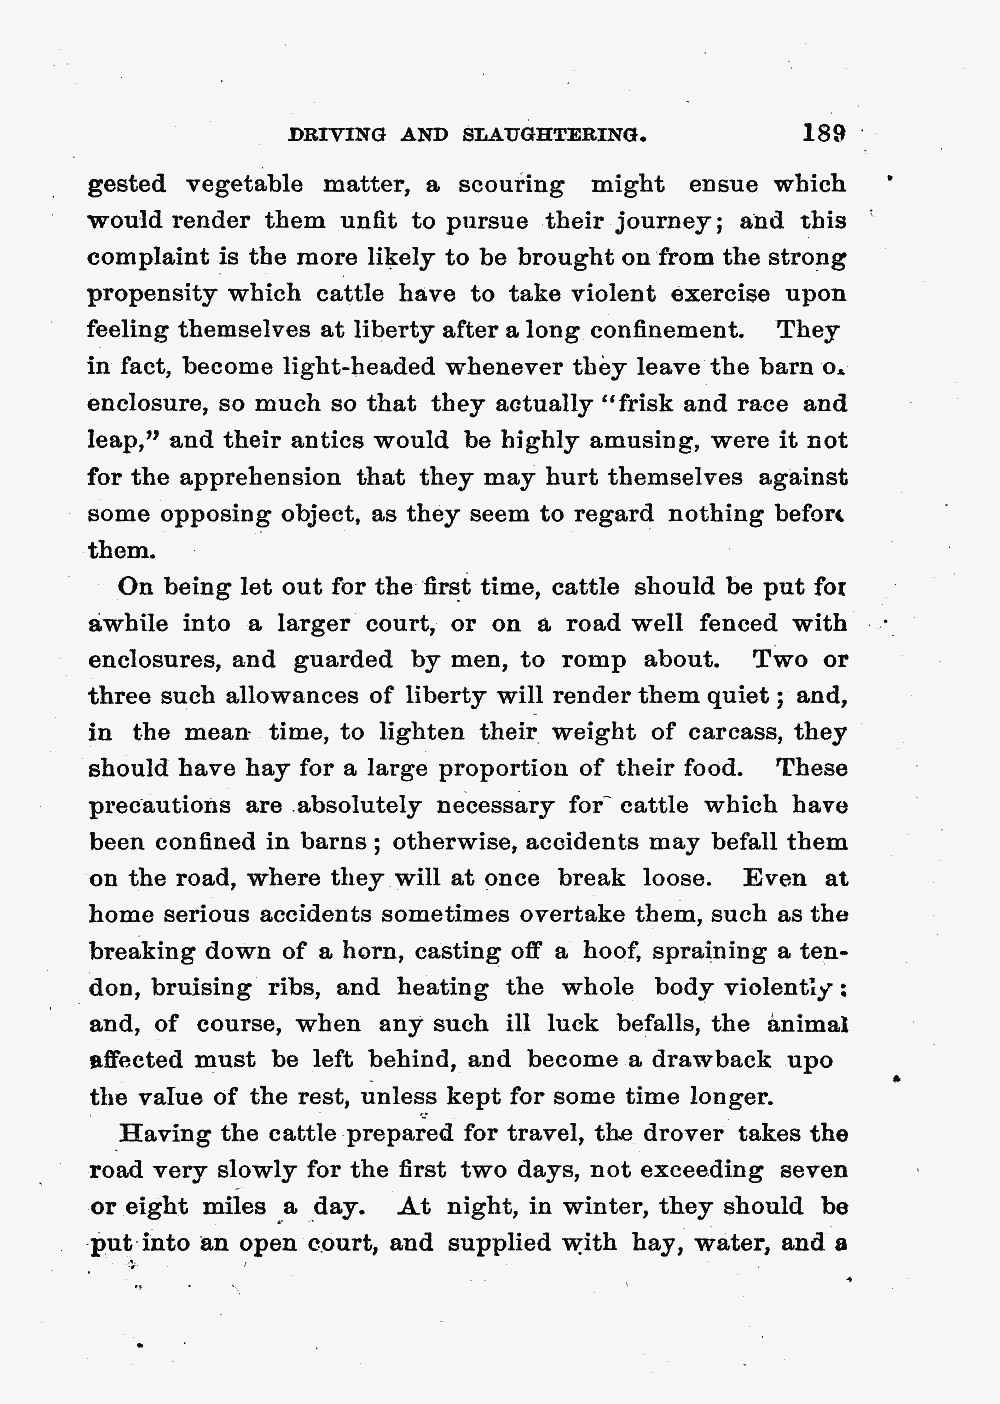 DRIVING AND SLAUGHTERING. 189
gested vegetable matter, a scouring might ensue which
would render them unfit to pursue their journey; and this
complaint is the more likely to be brought on from the strong
propensity which cattle have to take violent exercise upon
feeling themselves at liberty after a long confinement. They
in fact, become light-headed whenever they leave the barn o.
enclosure, so much so that they actually "frisk and race and
leap," and their antics would be highly amusing, were it not
for the apprehension that they may hurt themselves against
some opposing object, as they seem to regard nothing before
them.
On being let out for the first time, cattle should be put for
awhile into a larger court, or on a road well fenced with
enclosures, and guarded by men, to romp about. Two or
three such allowances of liberty will render them quiet; and,
in the mean time, to lighten their weight of carcass, they
should have hay for a large proportion of their food. These
precautions are absolutely necessary for cattle which have
been confined in barns; otherwise, accidents may befall them
on the road, where they will at once break loose. Even at
home serious accidents sometimes overtake them, such as the
breaking down of a horn, casting off a hoof, spraining a ten-
don, bruising ribs, and heating the whole body violently;
and, of course, when any such ill luck befalls, the animal
affected must be left behind, and become a drawback upo
the value of the rest, unless kept for some time longer.
Having the cattle prepared for travel, the drover takes the
road very slowly for the first two days, not exceeding seven
or eight miles a day. At night, in winter, they should be
put into an open court, and supplied with hay, water, and a